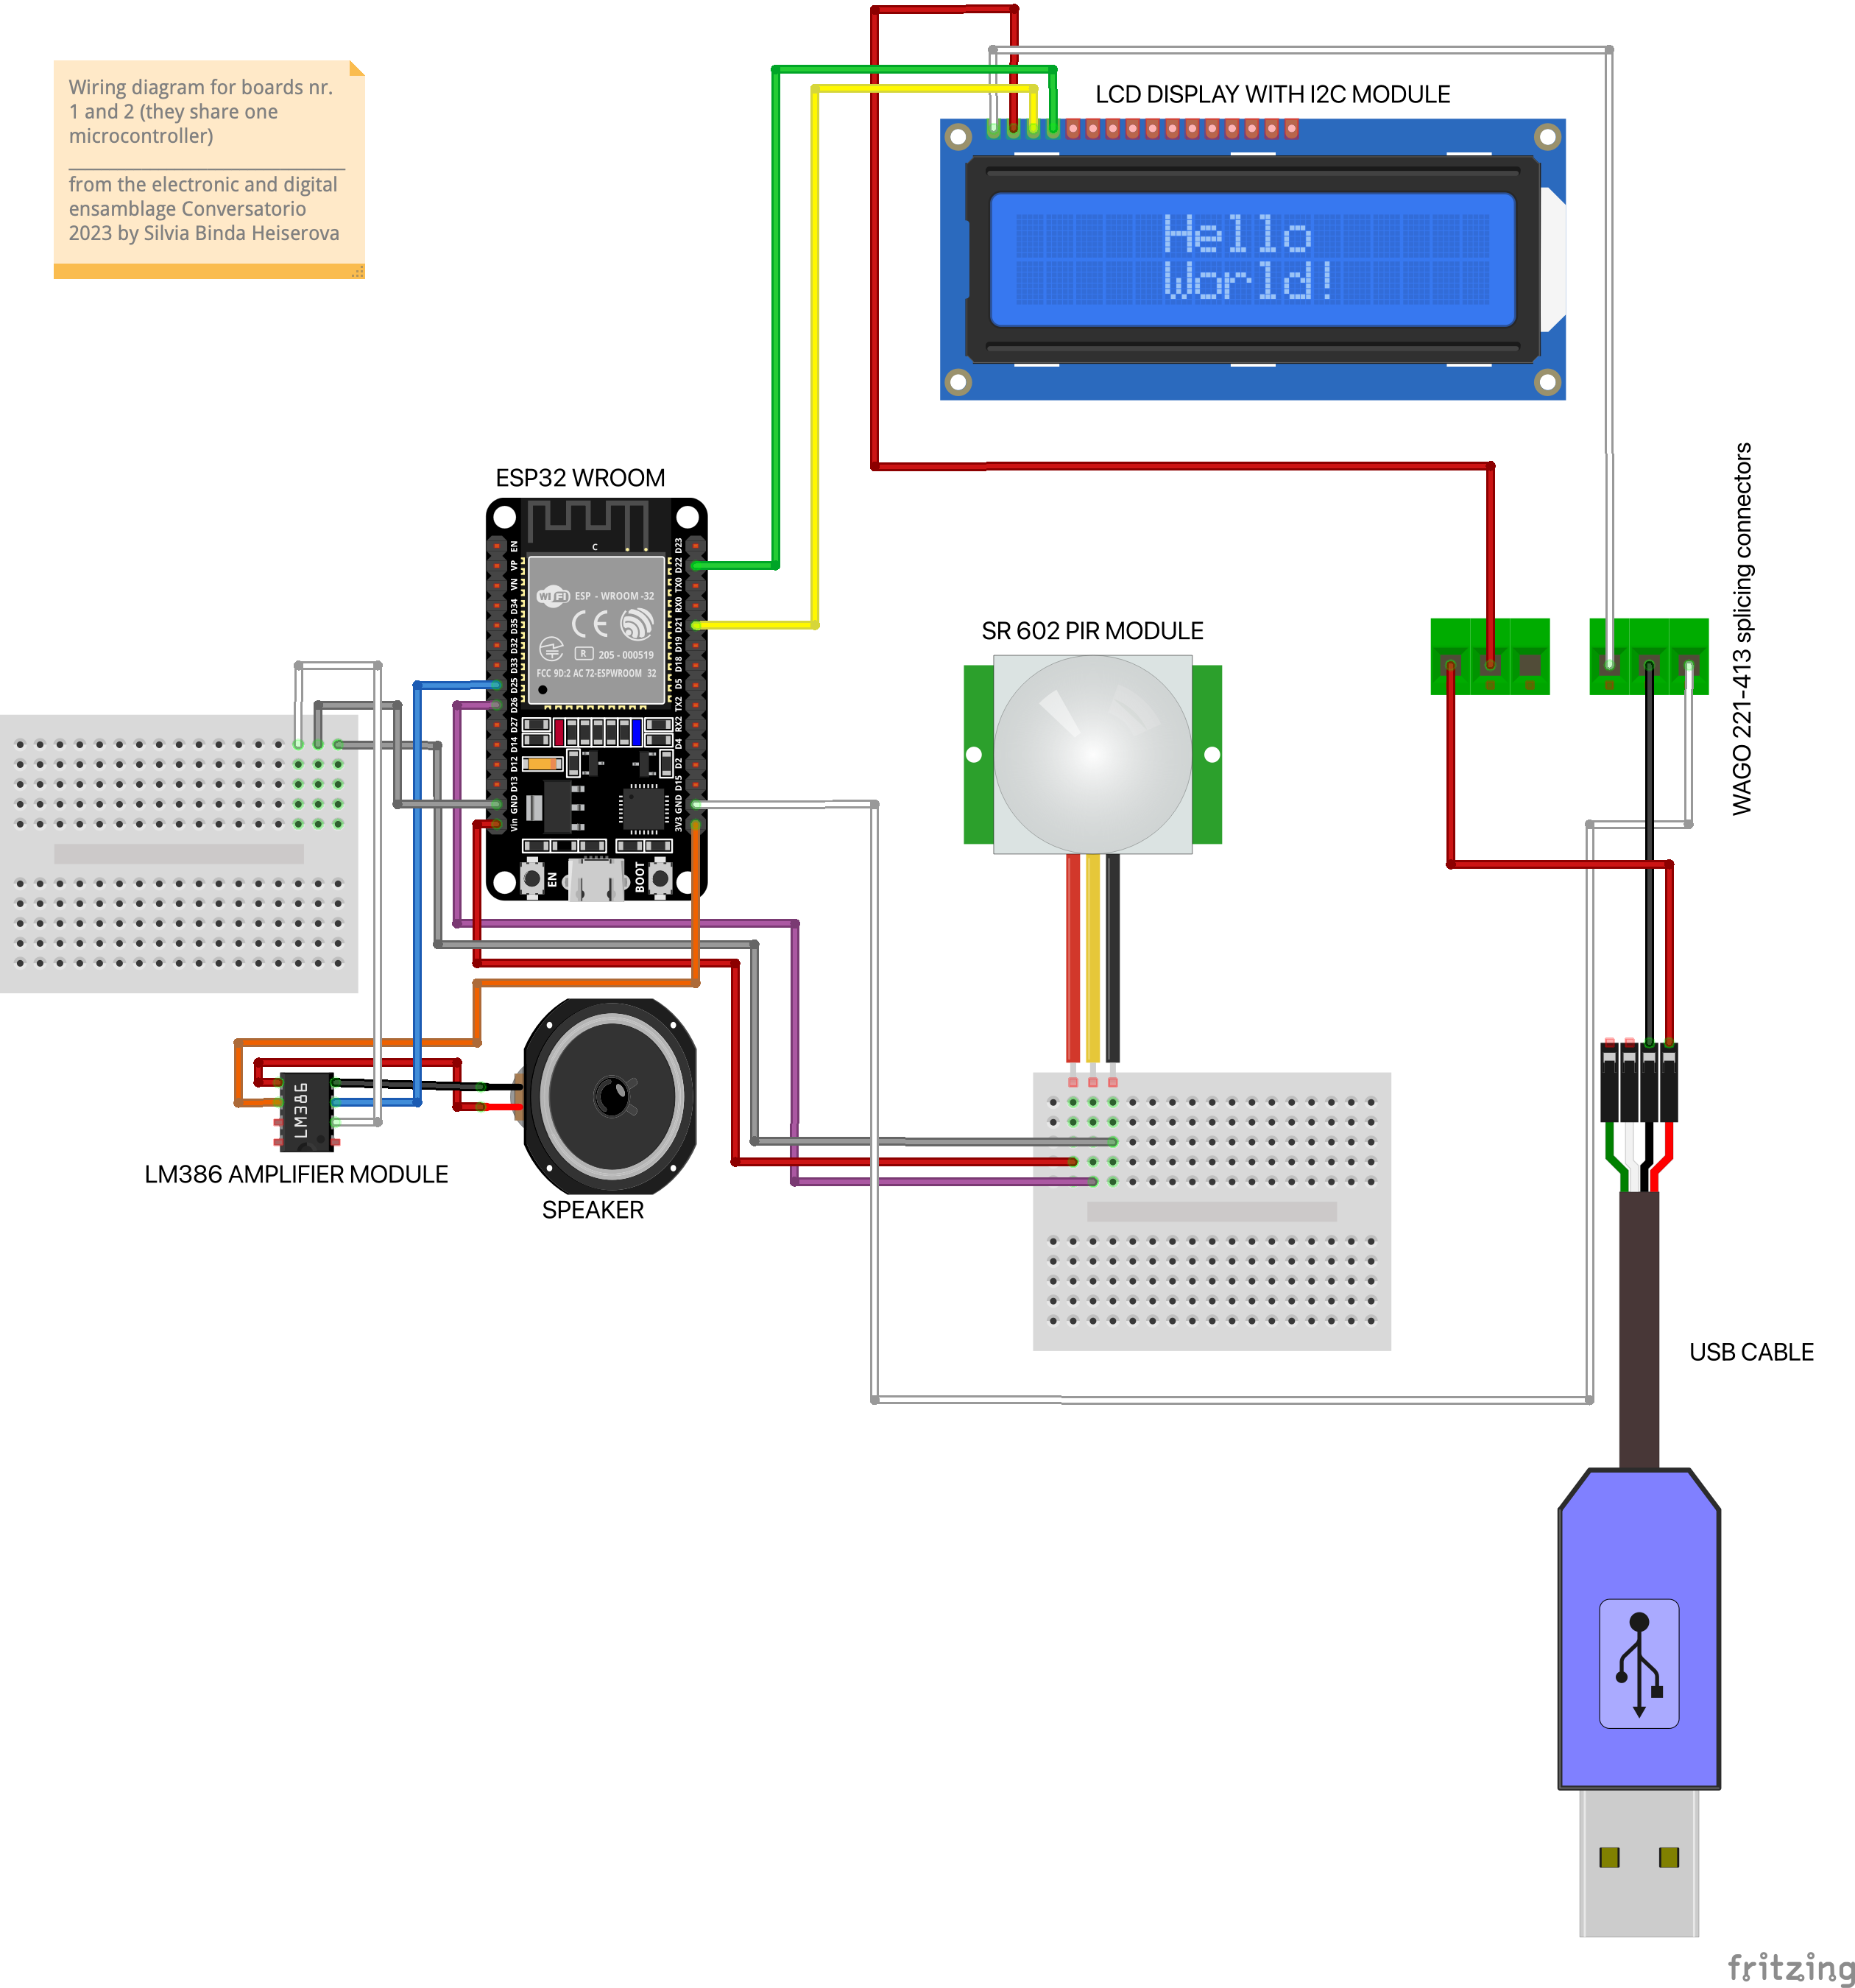 Wiring diagram for boards nr.
1 and 2 (they share one
microcontroller)
from the electronic and digital
ensamblage Conversatorio
2023 by Silvia Binda Heiserova
LCD DISPLAY WITH I2C MODULE
Hello
World!
ESP32 WROOM
EN
VP
VN
D34
D35
D32
D33
D25
D26
D27
D14
D12
D13
GND
Vin
C
WiFi ESP - WROOM -32
CE
R 205 - 000519
FCC 9D:2 AC 72-ESPWROOM 32
D23
D22
TX0
RX0
D21
D19
D18
D5
TX2
RX2
D4
D2
D15
GND
3V3
EN
BOOT
SR 602 PIR MODULE
WAGO 221-413 splicing connectors
LM386
LM386 AMPLIFIER MODULE
SPEAKER
USB CABLE
fritzing